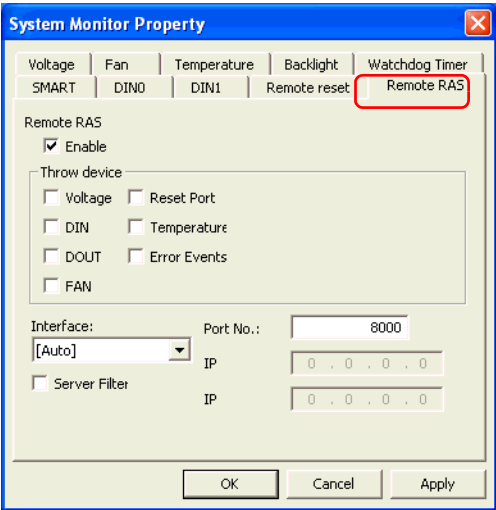 System Monitor Property
Voltage Fan Temperature Backlight Watchdog Timer
SMART DIN0 DIN1 Remote reset Remote RAS
Remote RAS
Enable
Throw device
Voltage Reset Port
DIN Temperature
DOUT Error Events
FAN
Interface: Port No.: 8000
[Auto]
IP 0 . 0 . 0 . 0
Server Filter
IP 0 . 0 . 0 . 0
OK Cancel Apply